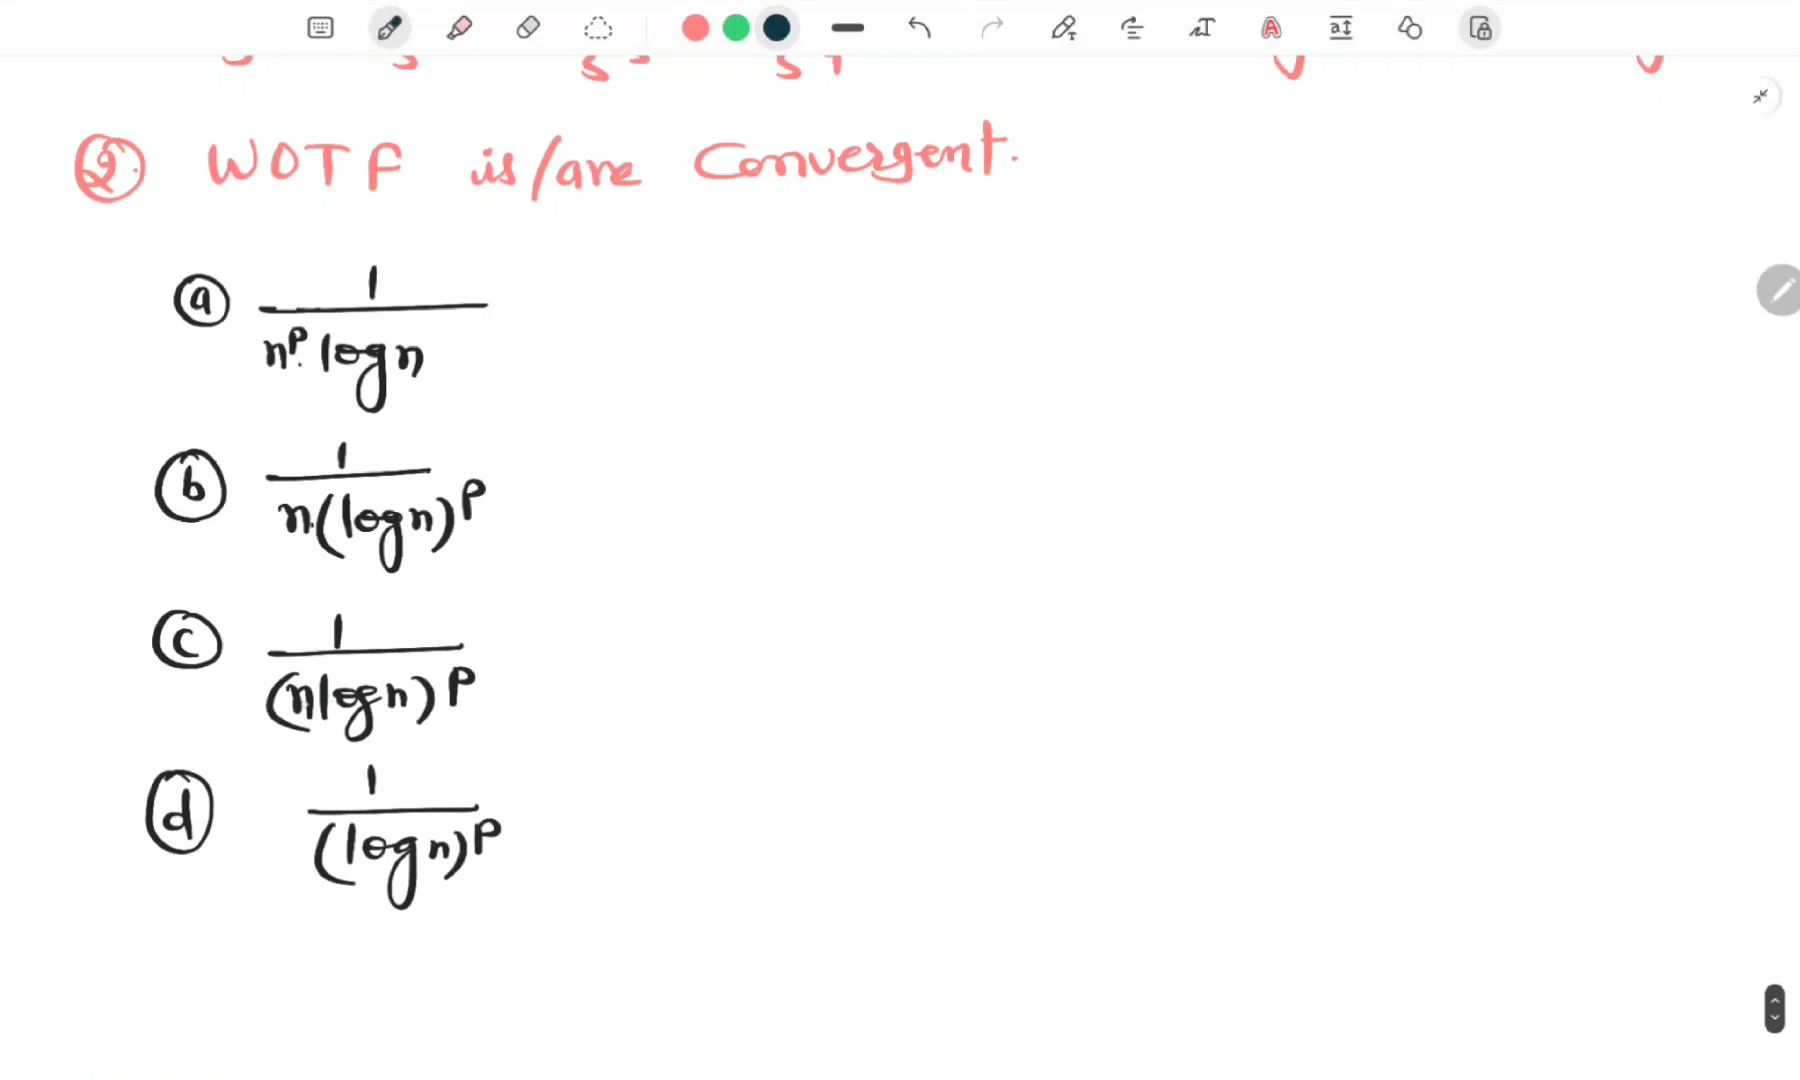 Q. WOTF is/are Convergent.
a 1/(n^p. log n)
b 1/(n.(log n)^p)
c 1/(n log n)^p
d 1/(log n)^p